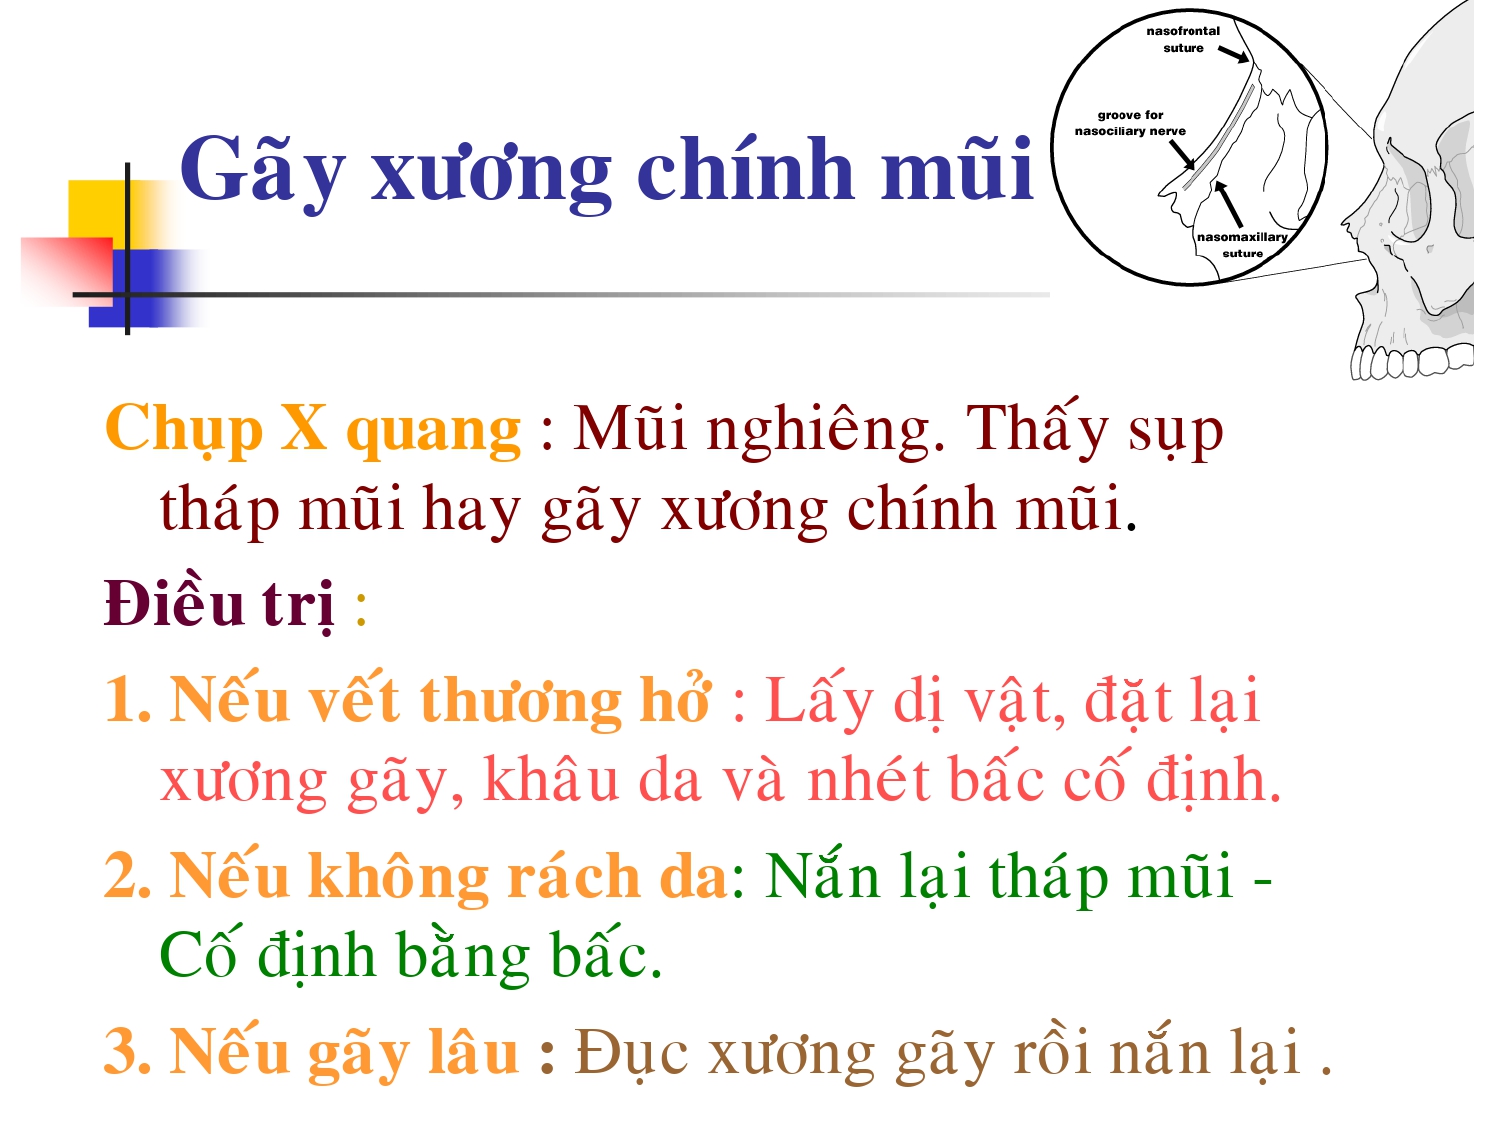 nasofrontal
suture
groove for
nasociliary nerve
nasomaxillary
suture
Gãy xương chính mũi
Chụp X quang : Mũi nghiêng. Thấy sụp
tháp mũi hay gãy xương chính mũi.
Điều trị :
1. Nếu vết thương hở : Lấy dị vật, đặt lại
xương gãy, khâu da và nhét bấc cố định.
2. Nếu không rách da: Nắn lại tháp mũi -
Cố định bằng bấc.
3. Nếu gãy lâu : Đục xương gãy rồi nắn lại .